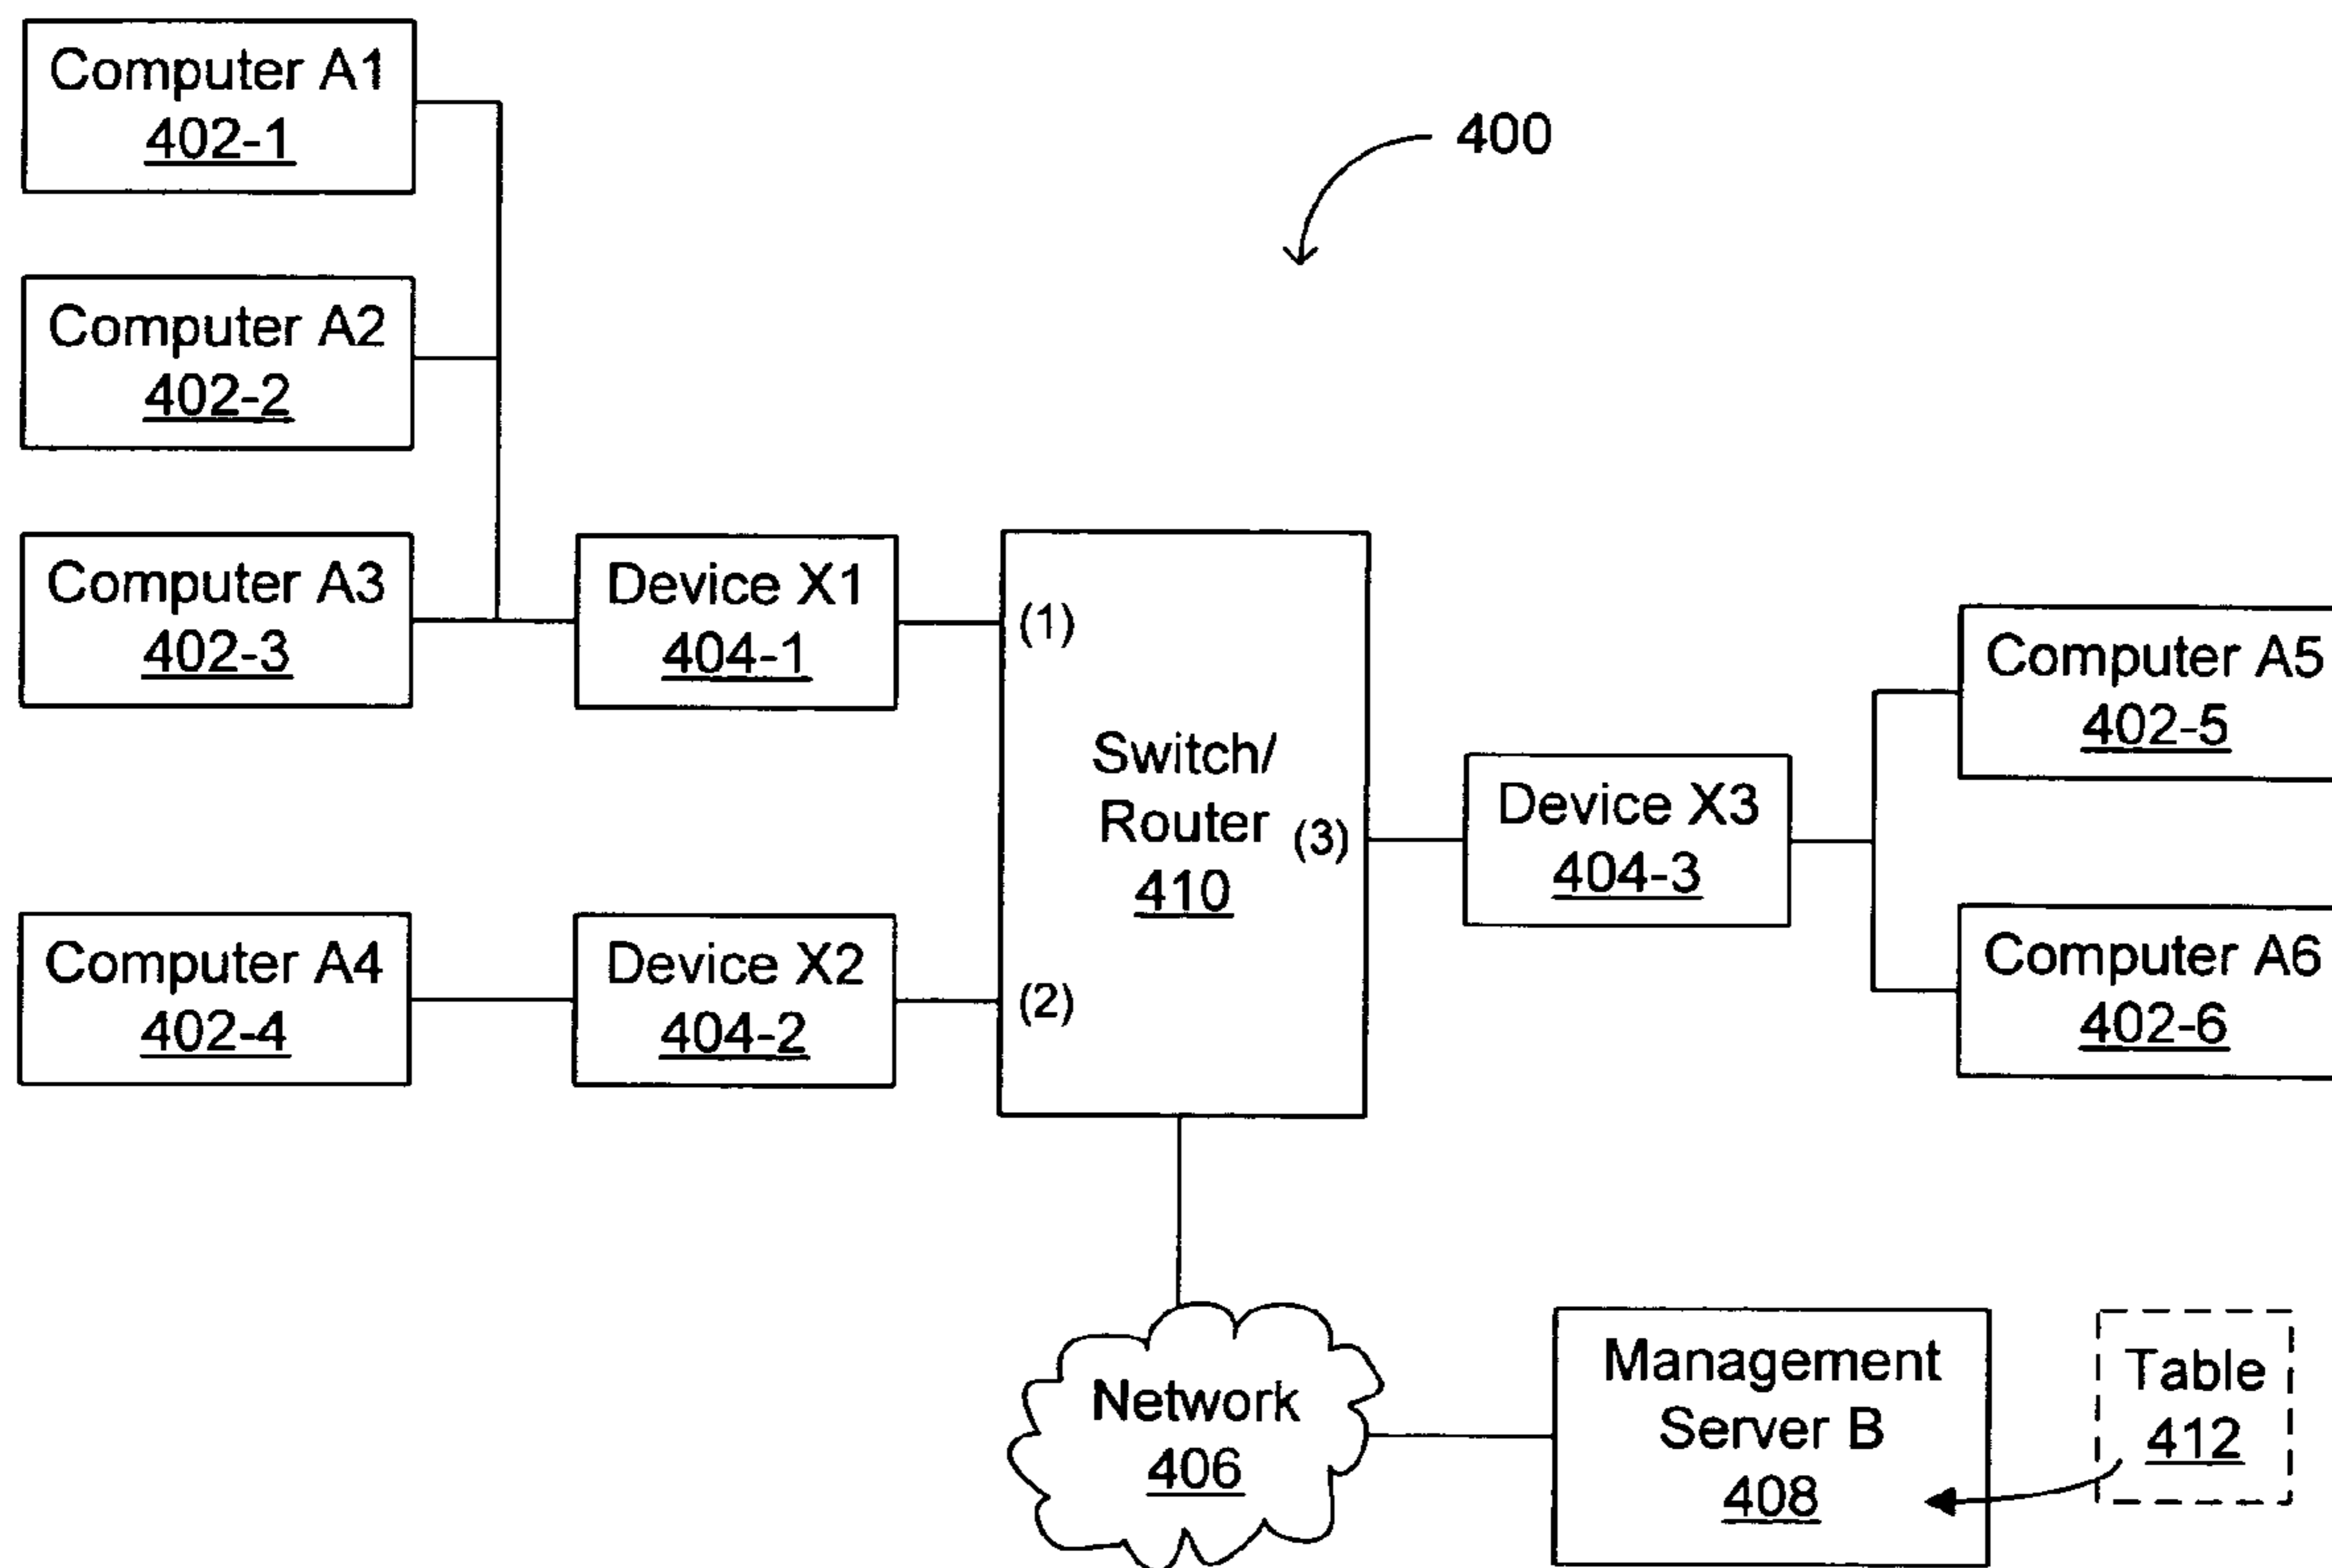 Computer A1
402-1
400
Computer A2
402-2
Computer A3
402-3
Device X1
404-1
(1)
Switch/
Router
410
(3)
Device X3
404-3
Computer A5
402-5
Computer A4
402-4
Device X2
404-2
(2)
Computer A6
402-6
Network
406
Management
Server B
408
Table
412